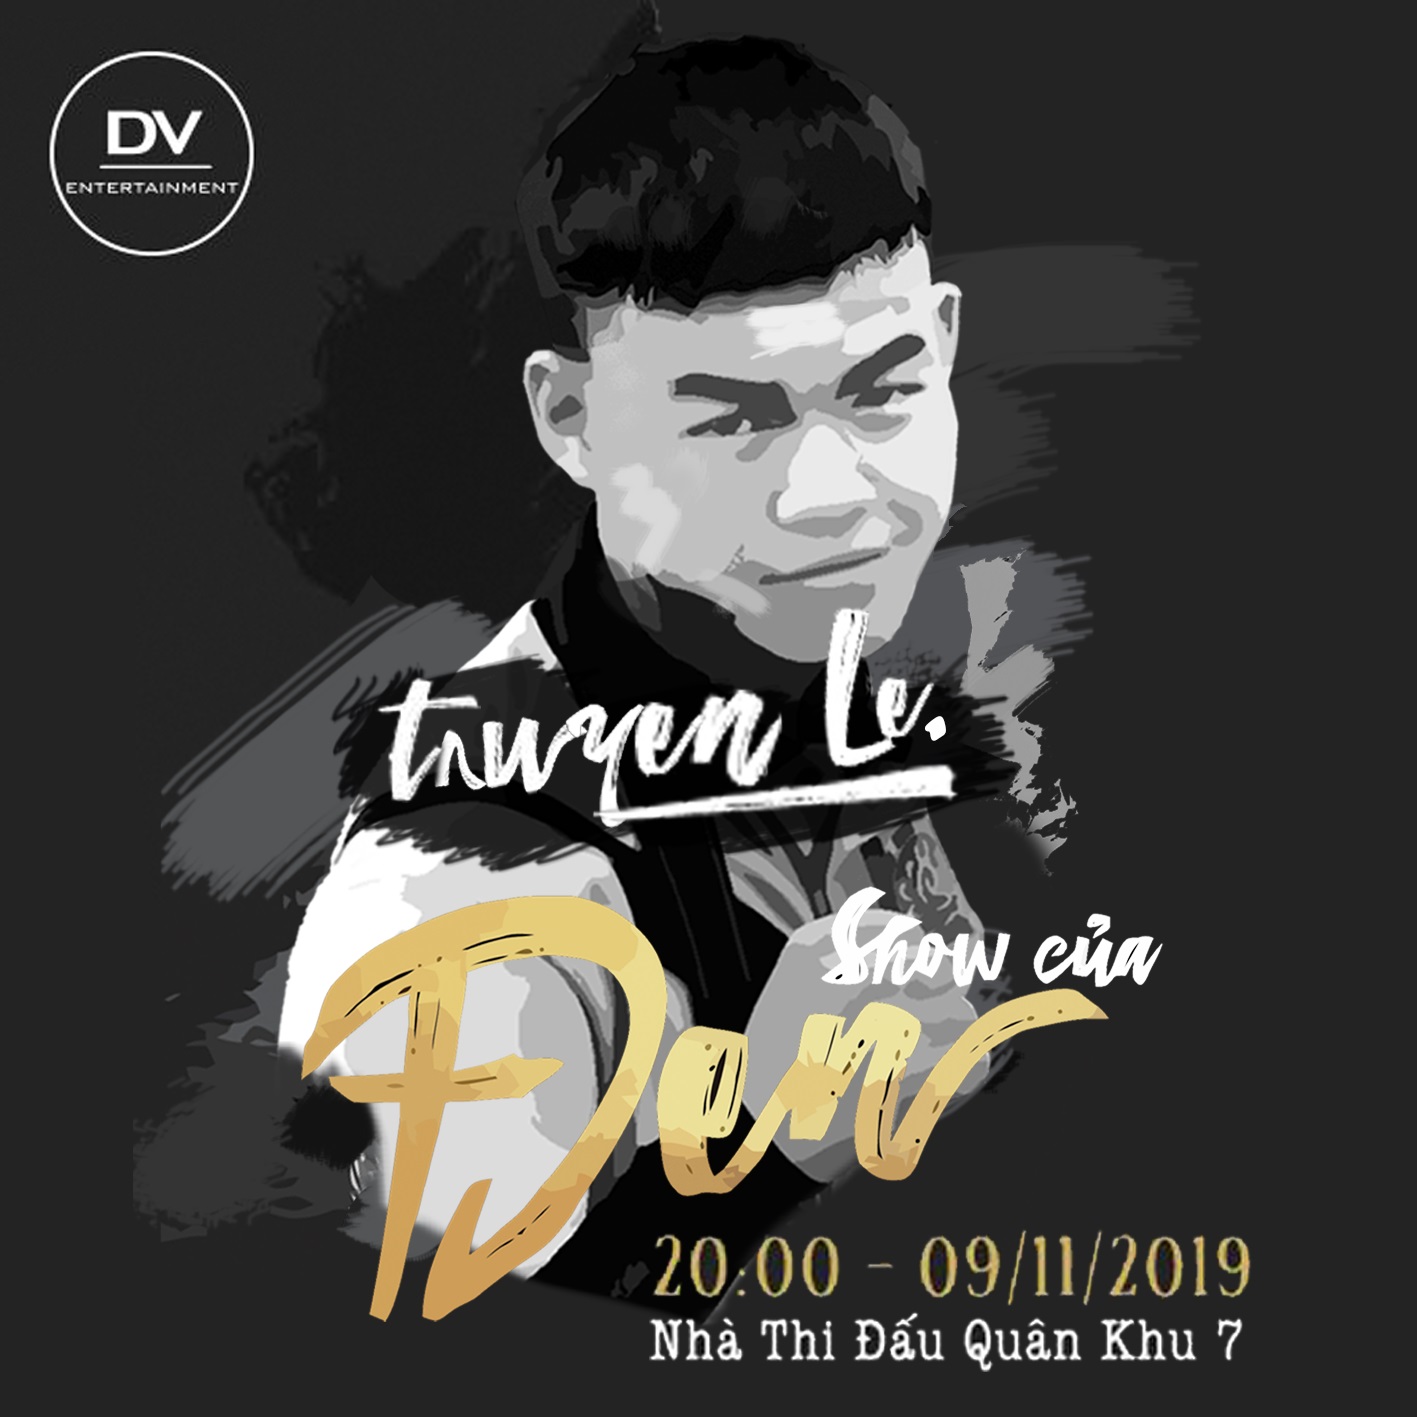 DV
ENTERTAINMENT
truyen Le.
Show của
Đen
20:00 - 09/11/2019
Nhà Thi Đấu Quân Khu 7